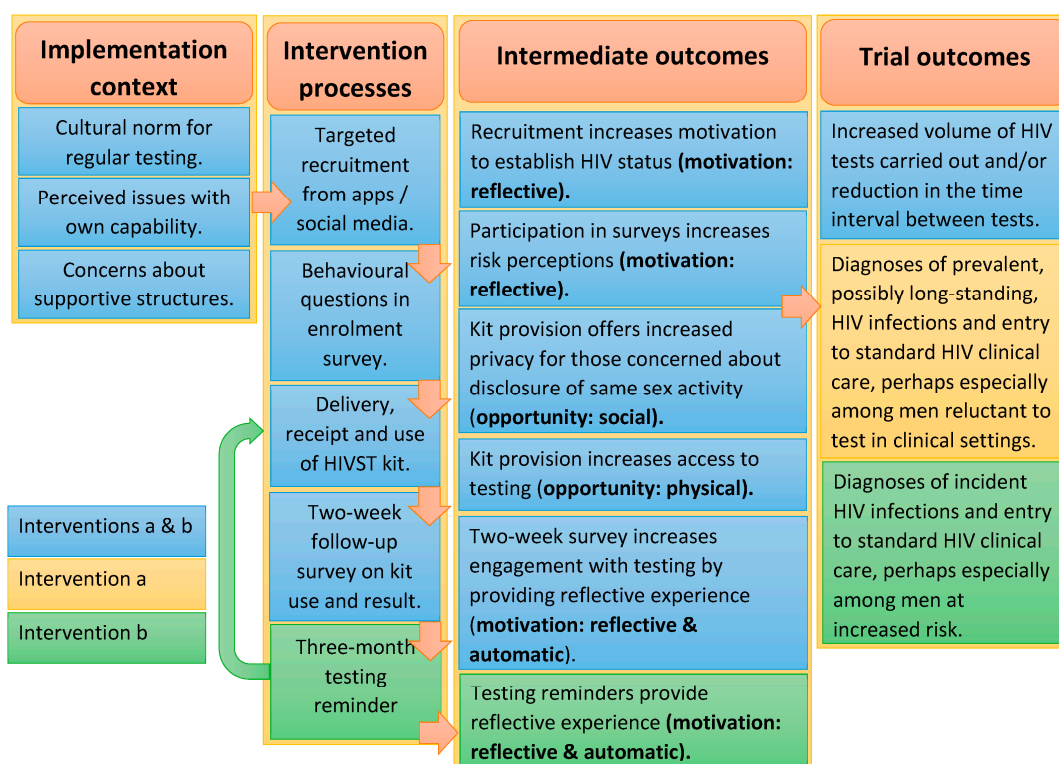 Implementation
context
Cultural norm for
regular testing.
Perceived issues with
own capability.
Concerns about
supportive structures.
Intervention
processes
Targeted
recruitment
from apps /
social media.
Behavioural
questions in
enrolment
survey.
Delivery,
receipt and use
of HIVST kit.
Two-week
follow-up
survey on kit
use and result.
Three-month
testing
reminder
Intermediate outcomes
Recruitment increases motivation
to establish HIV status (motivation:
reflective).
Participation in surveys increases
risk perceptions (motivation:
reflective).
Kit provision offers increased
privacy for those concerned about
disclosure of same sex activity
(opportunity: social).
Kit provision increases access to
testing (opportunity: physical).
Two-week survey increases
engagement with testing by
providing reflective experience
(motivation: reflective &
automatic).
Testing reminders provide
reflective experience (motivation:
reflective & automatic).
Trial outcomes
Increased volume of HIV
tests carried out and/or
reduction in the time
interval between tests.
Diagnoses of prevalent,
possibly long-standing,
HIV infections and entry
to standard HIV clinical
care, perhaps especially
among men reluctant to
test in clinical settings.
Diagnoses of incident
HIV infections and entry
to standard HIV clinical
care, perhaps especially
among men at
increased risk.
Interventions a & b
Intervention a
Intervention b